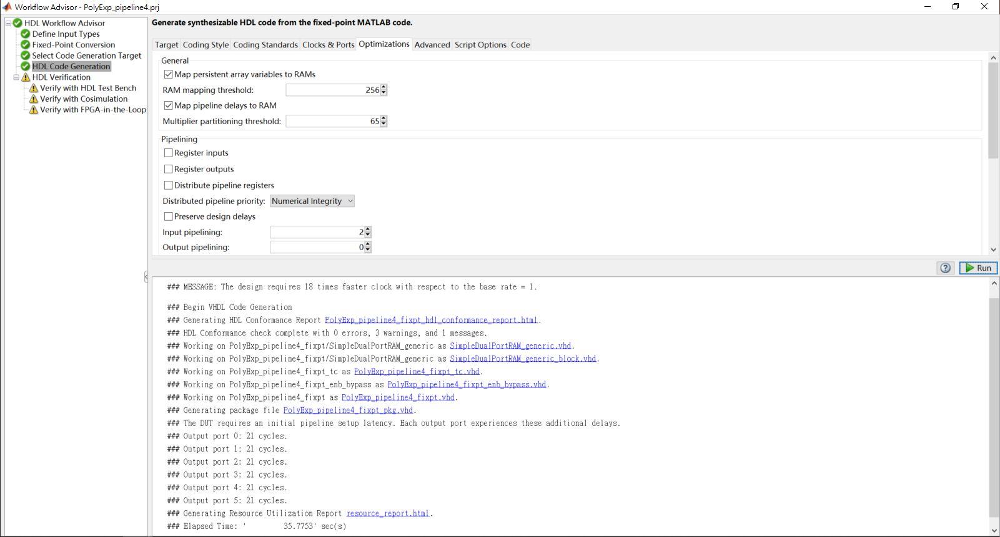 Workflow Advisor - PolyExp_pipeline4.prj
HDL Workflow Advisor
Define Input Types
Fixed-Point Conversion
Select Code Generation Target
HDL Code Generation
HDL Verification
Verify with HDL Test Bench
Verify with Cosimulation
Verify with FPGA-in-the-Loop
Generate synthesizable HDL code from the fixed-point MATLAB code.
Target Coding Style Coding Standards Clocks & Ports Optimizations Advanced Script Options Code
General
Map persistent array variables to RAMs
RAM mapping threshold: 256
Map pipeline delays to RAM
Multiplier partitioning threshold: 65
Pipelining
Register inputs
Register outputs
Distribute pipeline registers
Distributed pipeline priority: Numerical Integrity
Preserve design delays
Input pipelining: 2
Output pipelining: 0
? Run
### MESSAGE: The design requires 18 times faster clock with respect to the base rate = 1.
### Begin VHDL Code Generation
### Generating HDL Conformance Report PolyExp_pipeline4_fixpt_hdl_conformance_report.html.
### HDL Conformance check complete with 0 errors, 3 warnings, and 1 messages.
### Working on PolyExp_pipeline4_fixpt/SimpleDualPortRAM_generic as SimpleDualPortRAM_generic.vhd.
### Working on PolyExp_pipeline4_fixpt/SimpleDualPortRAM_generic as SimpleDualPortRAM_generic_block.vhd.
### Working on PolyExp_pipeline4_fixpt_tc as PolyExp_pipeline4_fixpt_tc.vhd.
### Working on PolyExp_pipeline4_fixpt_enb_bypass as PolyExp_pipeline4_fixpt_enb_bypass.vhd.
### Working on PolyExp_pipeline4_fixpt as PolyExp_pipeline4_fixpt.vhd.
### Generating package file PolyExp_pipeline4_fixpt_pkg.vhd.
### The DUT requires an initial pipeline setup latency. Each output port experiences these additional delays.
### Output port 0: 21 cycles.
### Output port 1: 21 cycles.
### Output port 2: 21 cycles.
### Output port 3: 21 cycles.
### Output port 4: 21 cycles.
### Output port 5: 21 cycles.
### Generating Resource Utilization Report resource_report.html.
### Elapsed Time: ' 35.7753' sec(s)